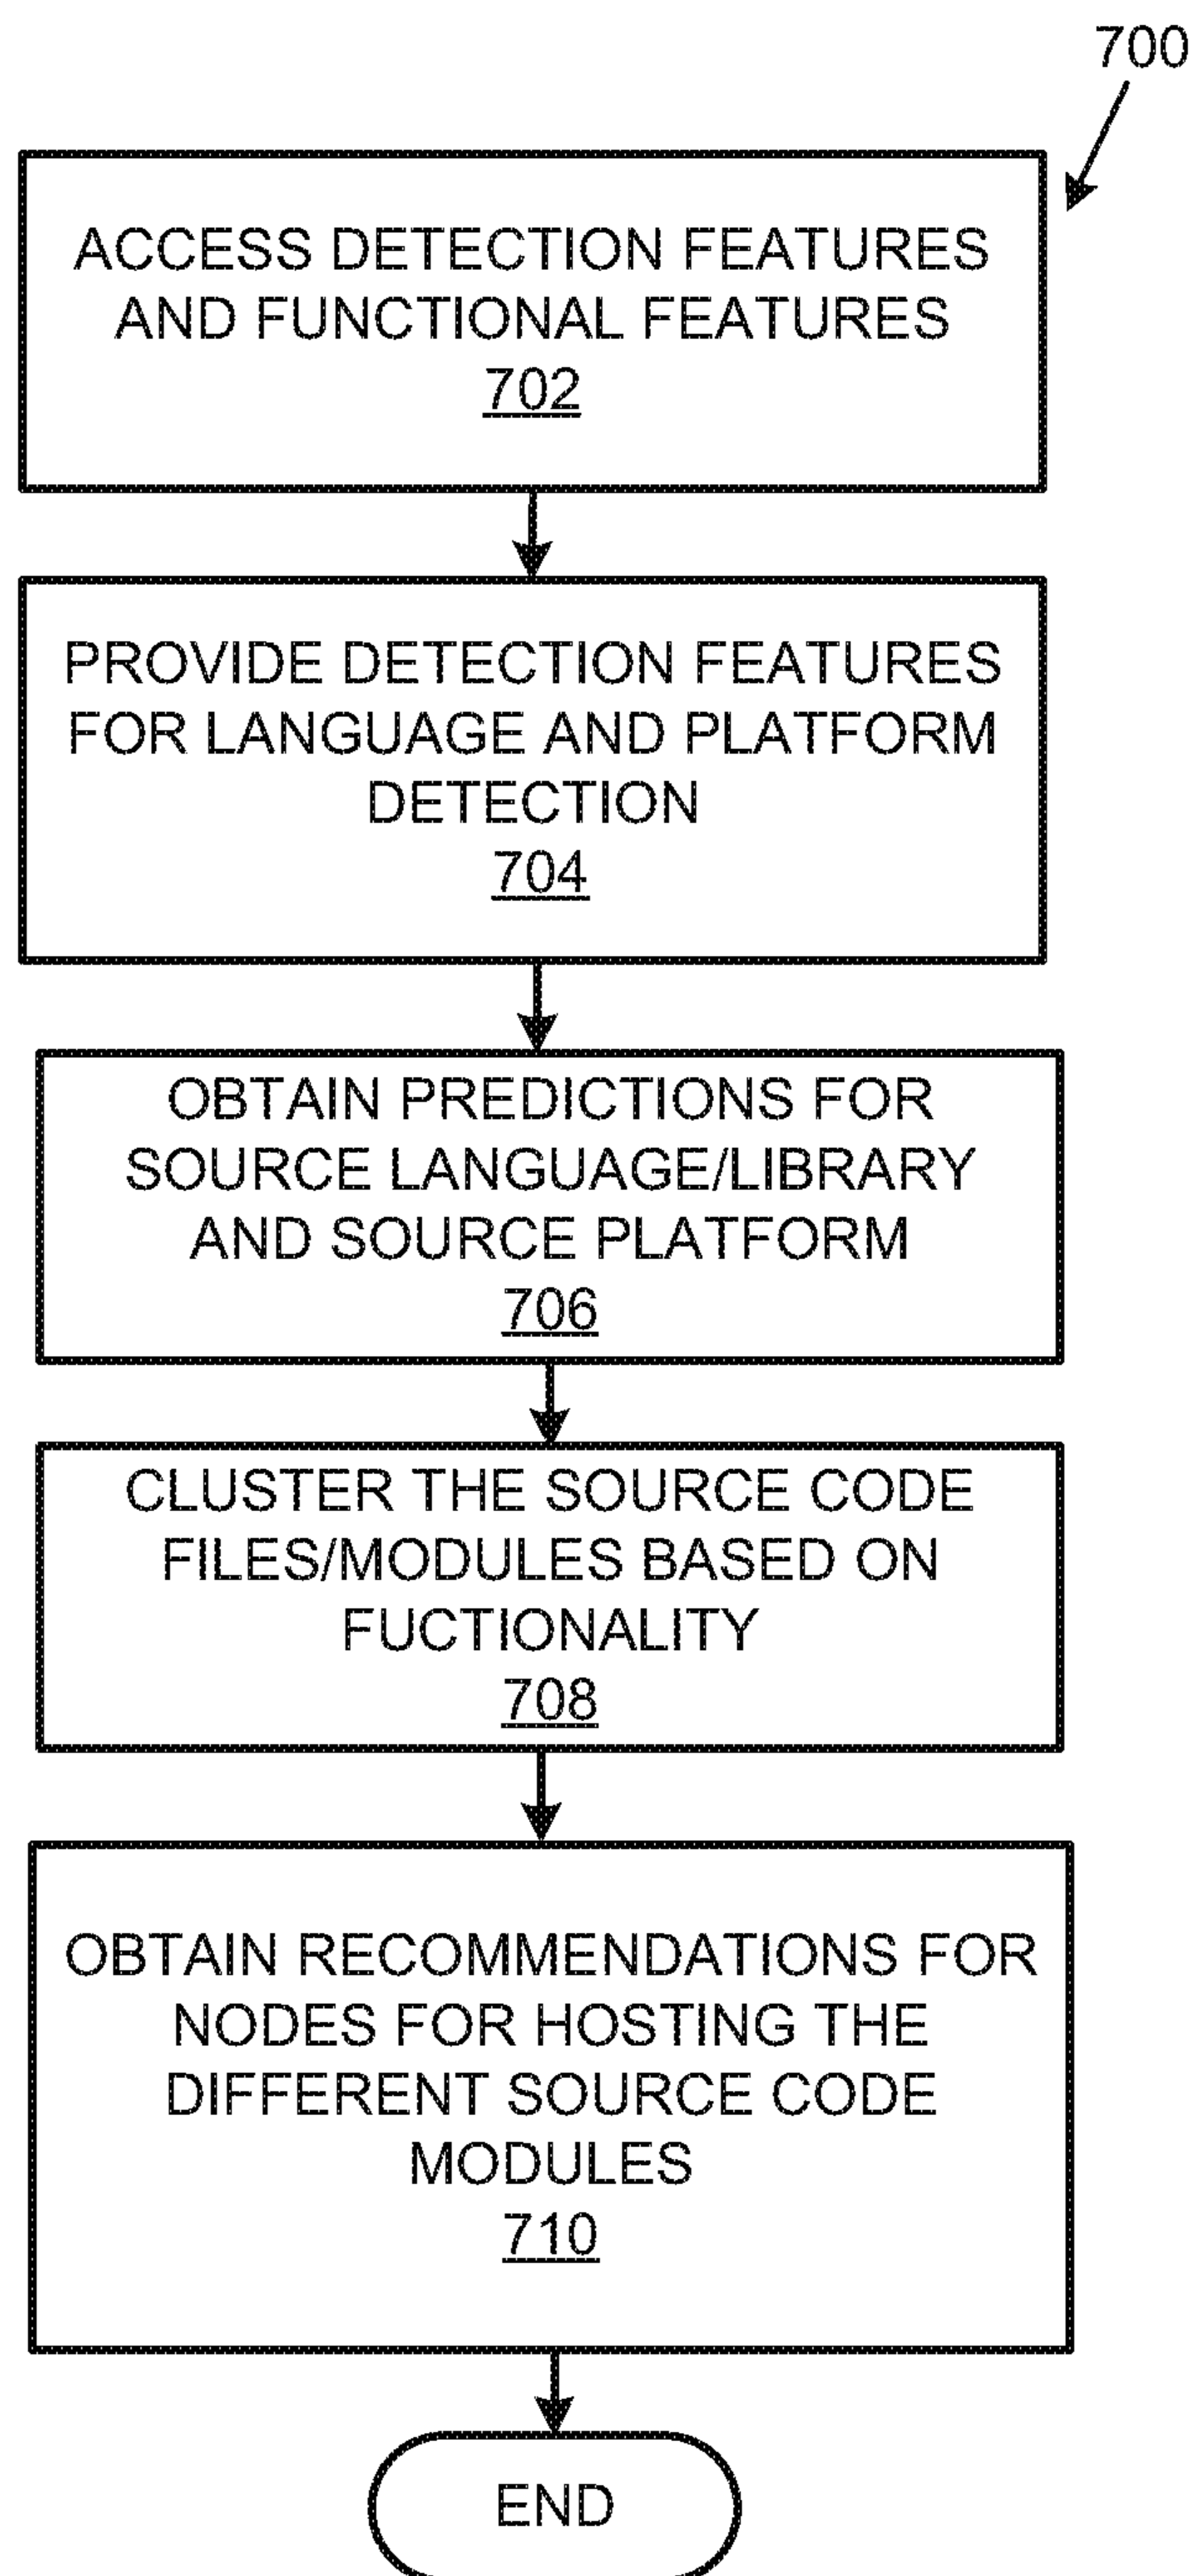 700
ACCESS DETECTION FEATURES
AND FUNCTIONAL FEATURES
702
PROVIDE DETECTION FEATURES
FOR LANGUAGE AND PLATFORM
DETECTION
704
OBTAIN PREDICTIONS FOR
SOURCE LANGUAGE/LIBRARY
AND SOURCE PLATFORM
706
CLUSTER THE SOURCE CODE
FILES/MODULES BASED ON
FUCTIONALITY
708
OBTAIN RECOMMENDATIONS FOR
NODES FOR HOSTING THE
DIFFERENT SOURCE CODE
MODULES
710
END